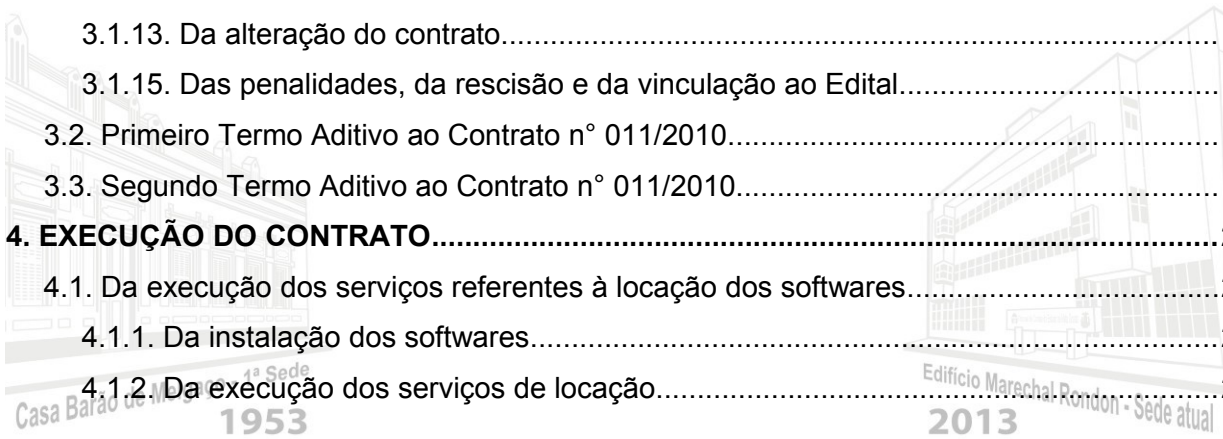 3.1.13. Da alteração do contrato..............................................................................
3.1.15. Das penalidades, da rescisão e da vinculação ao Edital...............................
3.2. Primeiro Termo Aditivo ao Contrato n° 011/2010....................................................
3.3. Segundo Termo Aditivo ao Contrato n° 011/2010...................................................
4. EXECUÇÃO DO CONTRATO..................................................................................
4.1. Da execução dos serviços referentes à locação dos softwares..............................
4.1.1. Da instalação dos softwares..........................................................................
4.1.2. Da execução dos serviços de locação...........................................................
Casa Barão de - 1ª Sede
1953
Edifício Marechal Rondon - Sede atual
2013